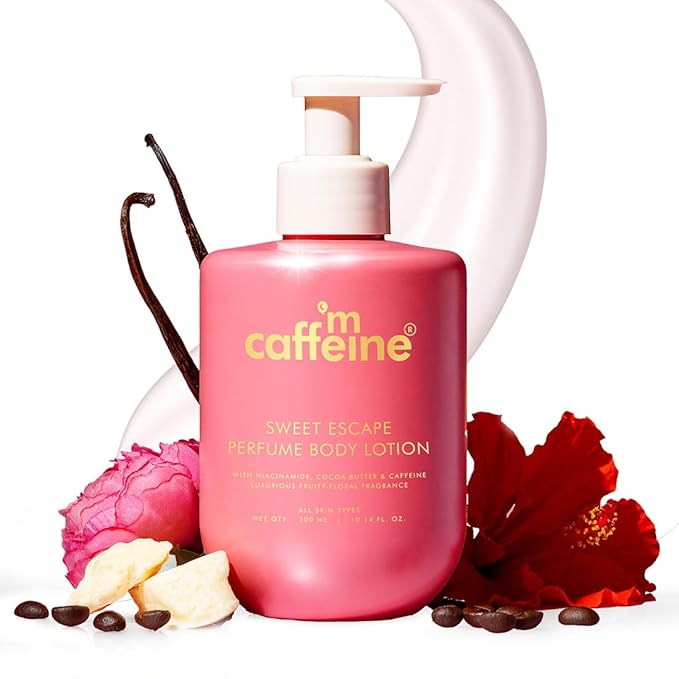 'm
caffeine®
SWEET ESCAPE
PERFUME BODY LOTION
WITH NIACINAMIDE, COCOA BUTTER & CAFFEINE
LUXURIOUS FRUITY-FLORAL FRAGRANCE
ALL SKIN TYPES
NET QTY. 300 ML | 10.14 FL. OZ.